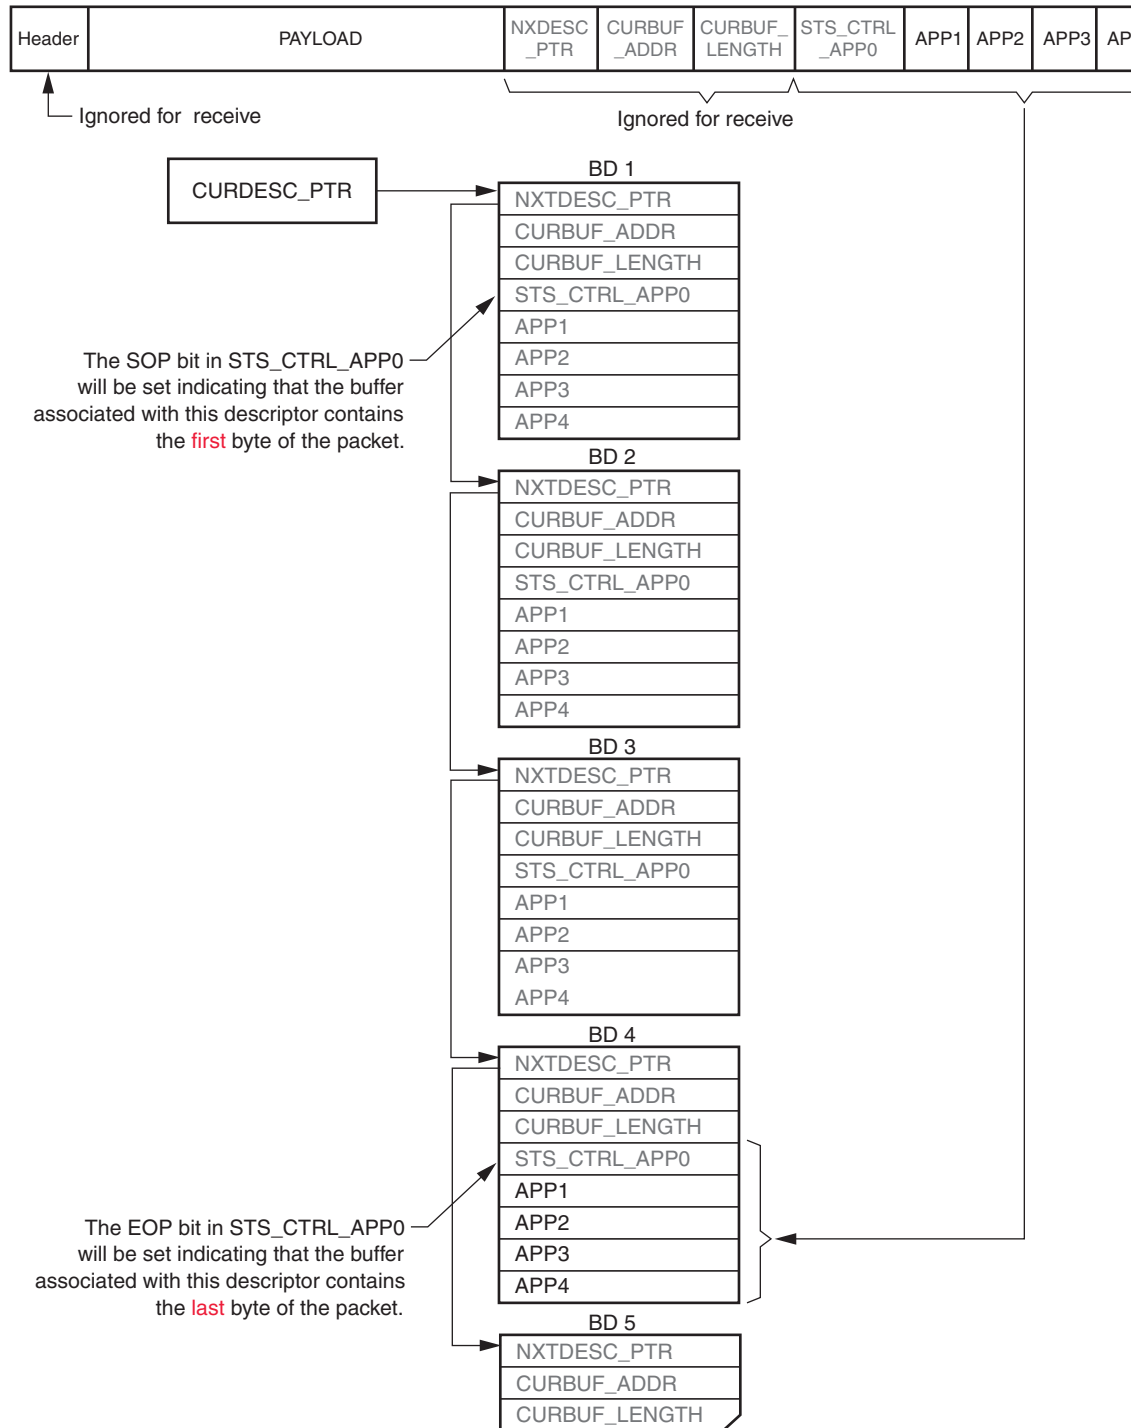 Header
PAYLOAD
NXDESC
_PTR
CURBUF
_ADDR
CURBUF_
LENGTH
STS_CTRL
_APP0
APP1
APP2
APP3
AP
Ignored for receive
Ignored for receive
CURDESC_PTR
BD 1
NXTDESC_PTR
CURBUF_ADDR
CURBUF_LENGTH
STS_CTRL_APP0
APP1
APP2
APP3
APP4
The SOP bit in STS_CTRL_APP0
will be set indicating that the buffer
associated with this descriptor contains
the first byte of the packet.
BD 2
NXTDESC_PTR
CURBUF_ADDR
CURBUF_LENGTH
STS_CTRL_APP0
APP1
APP2
APP3
APP4
BD 3
NXTDESC_PTR
CURBUF_ADDR
CURBUF_LENGTH
STS_CTRL_APP0
APP1
APP2
APP3
APP4
BD 4
NXTDESC_PTR
CURBUF_ADDR
CURBUF_LENGTH
STS_CTRL_APP0
APP1
APP2
APP3
APP4
The EOP bit in STS_CTRL_APP0
will be set indicating that the buffer
associated with this descriptor contains
the last byte of the packet.
BD 5
NXTDESC_PTR
CURBUF_ADDR
CURBUF_LENGTH